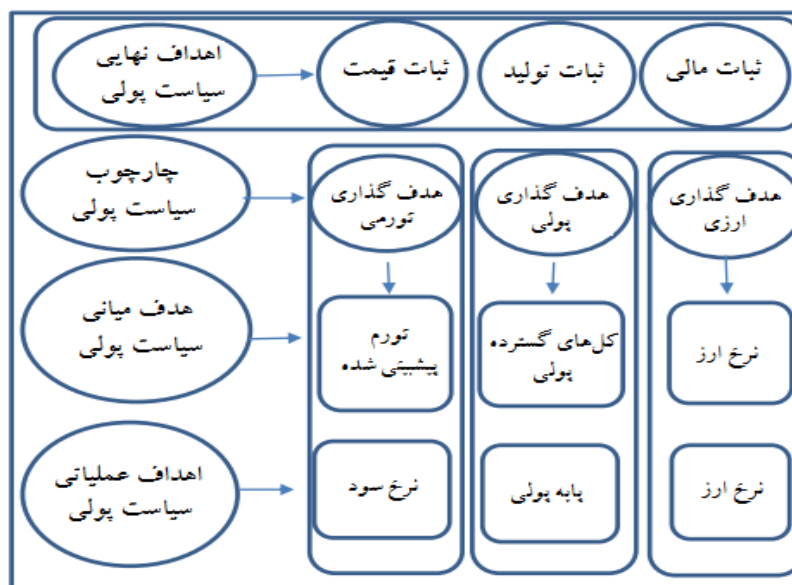 اهداف نهایی
سیاست پولی
ثبات قیمت
ثبات تولید
ثبات مالی
چارچوب
سیاست پولی
هدف گذاری
تورمی
هدف گذاری
پولی
هدف گذاری
ارزی
هدف میانی
سیاست پولی
تورم
پیشبینی شده
کل‌های گسترده
پولی
نرخ ارز
اهداف عملیاتی
سیاست پولی
نرخ سود
پابه پولی
نرخ ارز